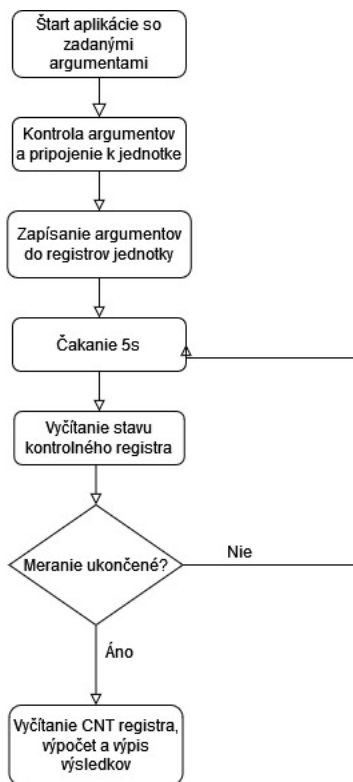 Štart aplikácie so
zadanými
argumentami
Kontrola argumentov
a pripojenie k jednotke
Zapísanie argumentov
do registrov jednotky
Čakanie 5s
Vyčítanie stavu
kontrolného registra
Meranie ukončené?
Nie
Áno
Vyčítanie CNT registra,
výpočet a výpis
výsledkov